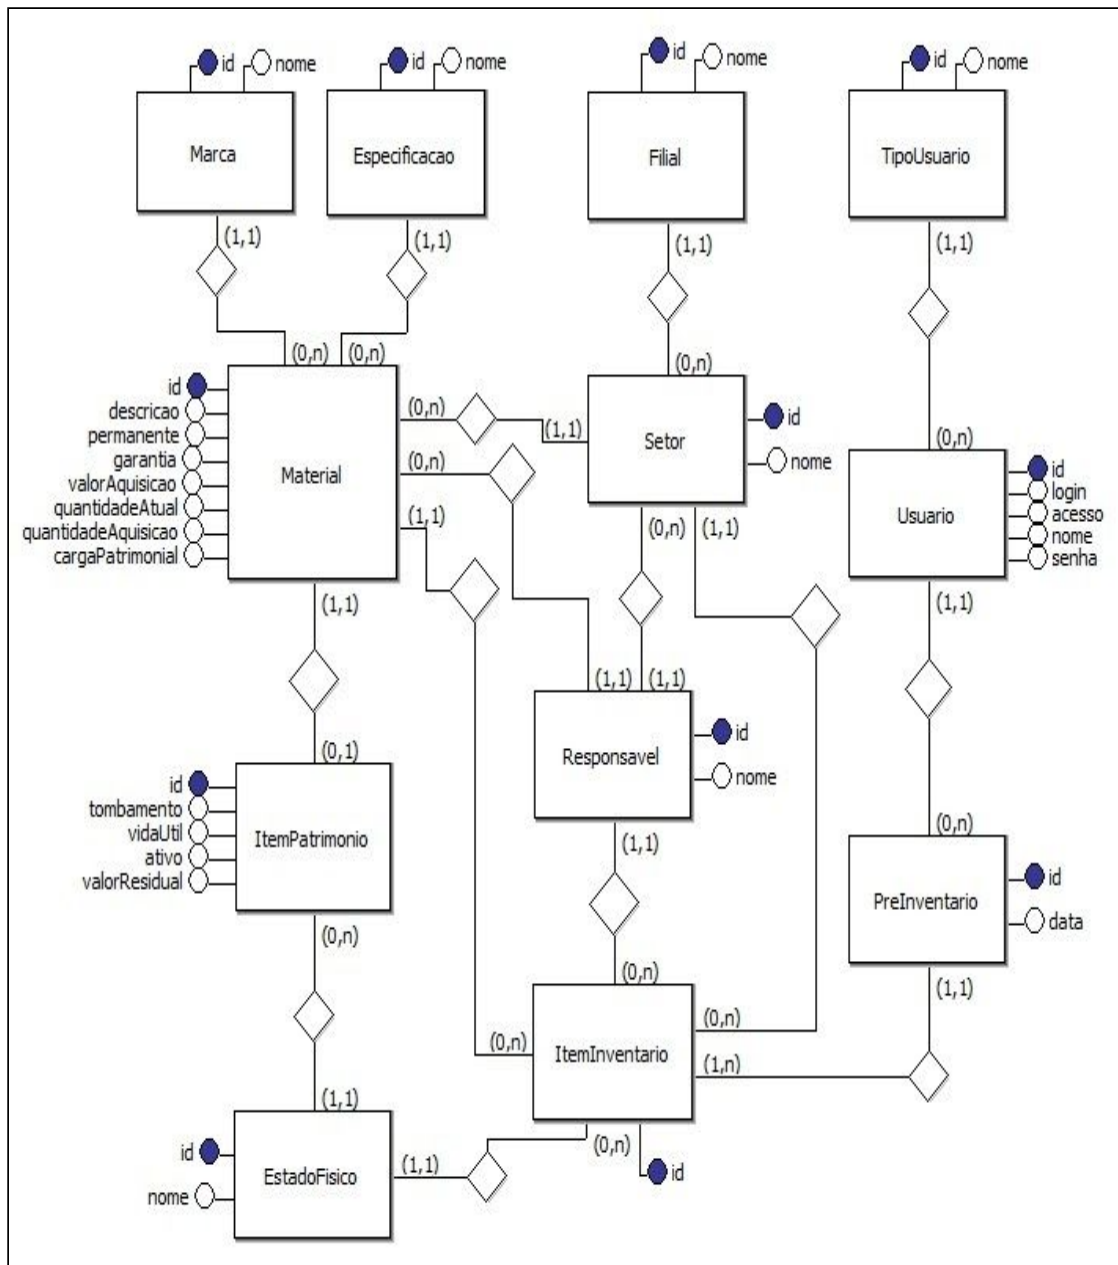 id nome
id nome
id nome
id nome
Marca
Especificacao
Filial
TipoUsuario
(1,1)
(1,1)
(1,1)
(1,1)
(0,n)
(0,n)
(0,n)
(0,n)
id
descricao
permanente
garantia
valorAquisicao
quantidadeAtual
quantidadeAquisicao
cargaPatrimonial
Material
(0,n)
(0,n)
(1,1)
(1,1)
(1,1)
Setor
id
nome
(0,n)
(1,1)
Usuario
id
login
acesso
nome
senha
(1,1)
(1,1)
(1,1)
Responsavel
id
nome
(1,1)
(0,1)
id
tombamento
vidaUtil
ativo
valorResidual
ItemPatrimonio
(0,n)
(0,n)
PreInventario
id
data
(1,1)
(0,n)
(0,n)
(0,n)
(1,n)
ItemInventario
(0,n)
id
(1,1)
(1,1)
id
nome
EstadoFisico